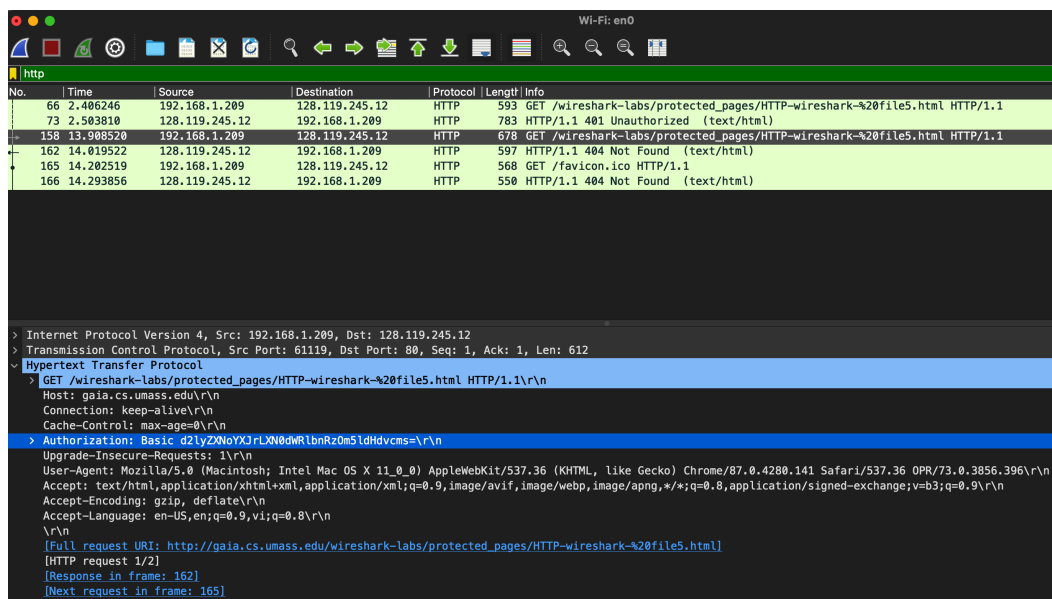 Wi-Fi: en0
http
No. Time Source Destination Protocol Length Info
66 2.406246 192.168.1.209 128.119.245.12 HTTP 593 GET /wireshark-labs/protected_pages/HTTP-wireshark-%20file5.html HTTP/1.1
73 2.503810 128.119.245.12 192.168.1.209 HTTP 783 HTTP/1.1 401 Unauthorized (text/html)
158 13.908520 192.168.1.209 128.119.245.12 HTTP 678 GET /wireshark-labs/protected_pages/HTTP-wireshark-%20file5.html HTTP/1.1
162 14.019522 128.119.245.12 192.168.1.209 HTTP 597 HTTP/1.1 404 Not Found (text/html)
165 14.202519 192.168.1.209 128.119.245.12 HTTP 568 GET /favicon.ico HTTP/1.1
166 14.293856 128.119.245.12 192.168.1.209 HTTP 550 HTTP/1.1 404 Not Found (text/html)
Internet Protocol Version 4, Src: 192.168.1.209, Dst: 128.119.245.12
Transmission Control Protocol, Src Port: 61119, Dst Port: 80, Seq: 1, Ack: 1, Len: 612
Hypertext Transfer Protocol
GET /wireshark-labs/protected_pages/HTTP-wireshark-%20file5.html HTTP/1.1\r\n
Host: gaia.cs.umass.edu\r\n
Connection: keep-alive\r\n
Cache-Control: max-age=0\r\n
Authorization: Basic d2lyZXNoYXJrLXN0dWRlbnRzOm5ldHdvcms=\r\n
Upgrade-Insecure-Requests: 1\r\n
User-Agent: Mozilla/5.0 (Macintosh; Intel Mac OS X 11_0_0) AppleWebKit/537.36 (KHTML, like Gecko) Chrome/87.0.4280.141 Safari/537.36 OPR/73.0.3856.396\r\n
Accept: text/html,application/xhtml+xml,application/xml;q=0.9,image/avif,image/webp,image/apng,*/*;q=0.8,application/signed-exchange;v=b3;q=0.9\r\n
Accept-Encoding: gzip, deflate\r\n
Accept-Language: en-US,en;q=0.9,vi;q=0.8\r\n
\r\n
[Full request URI: http://gaia.cs.umass.edu/wireshark-labs/protected_pages/HTTP-wireshark-%20file5.html]
[HTTP request 1/2]
[Response in frame: 162]
[Next request in frame: 165]